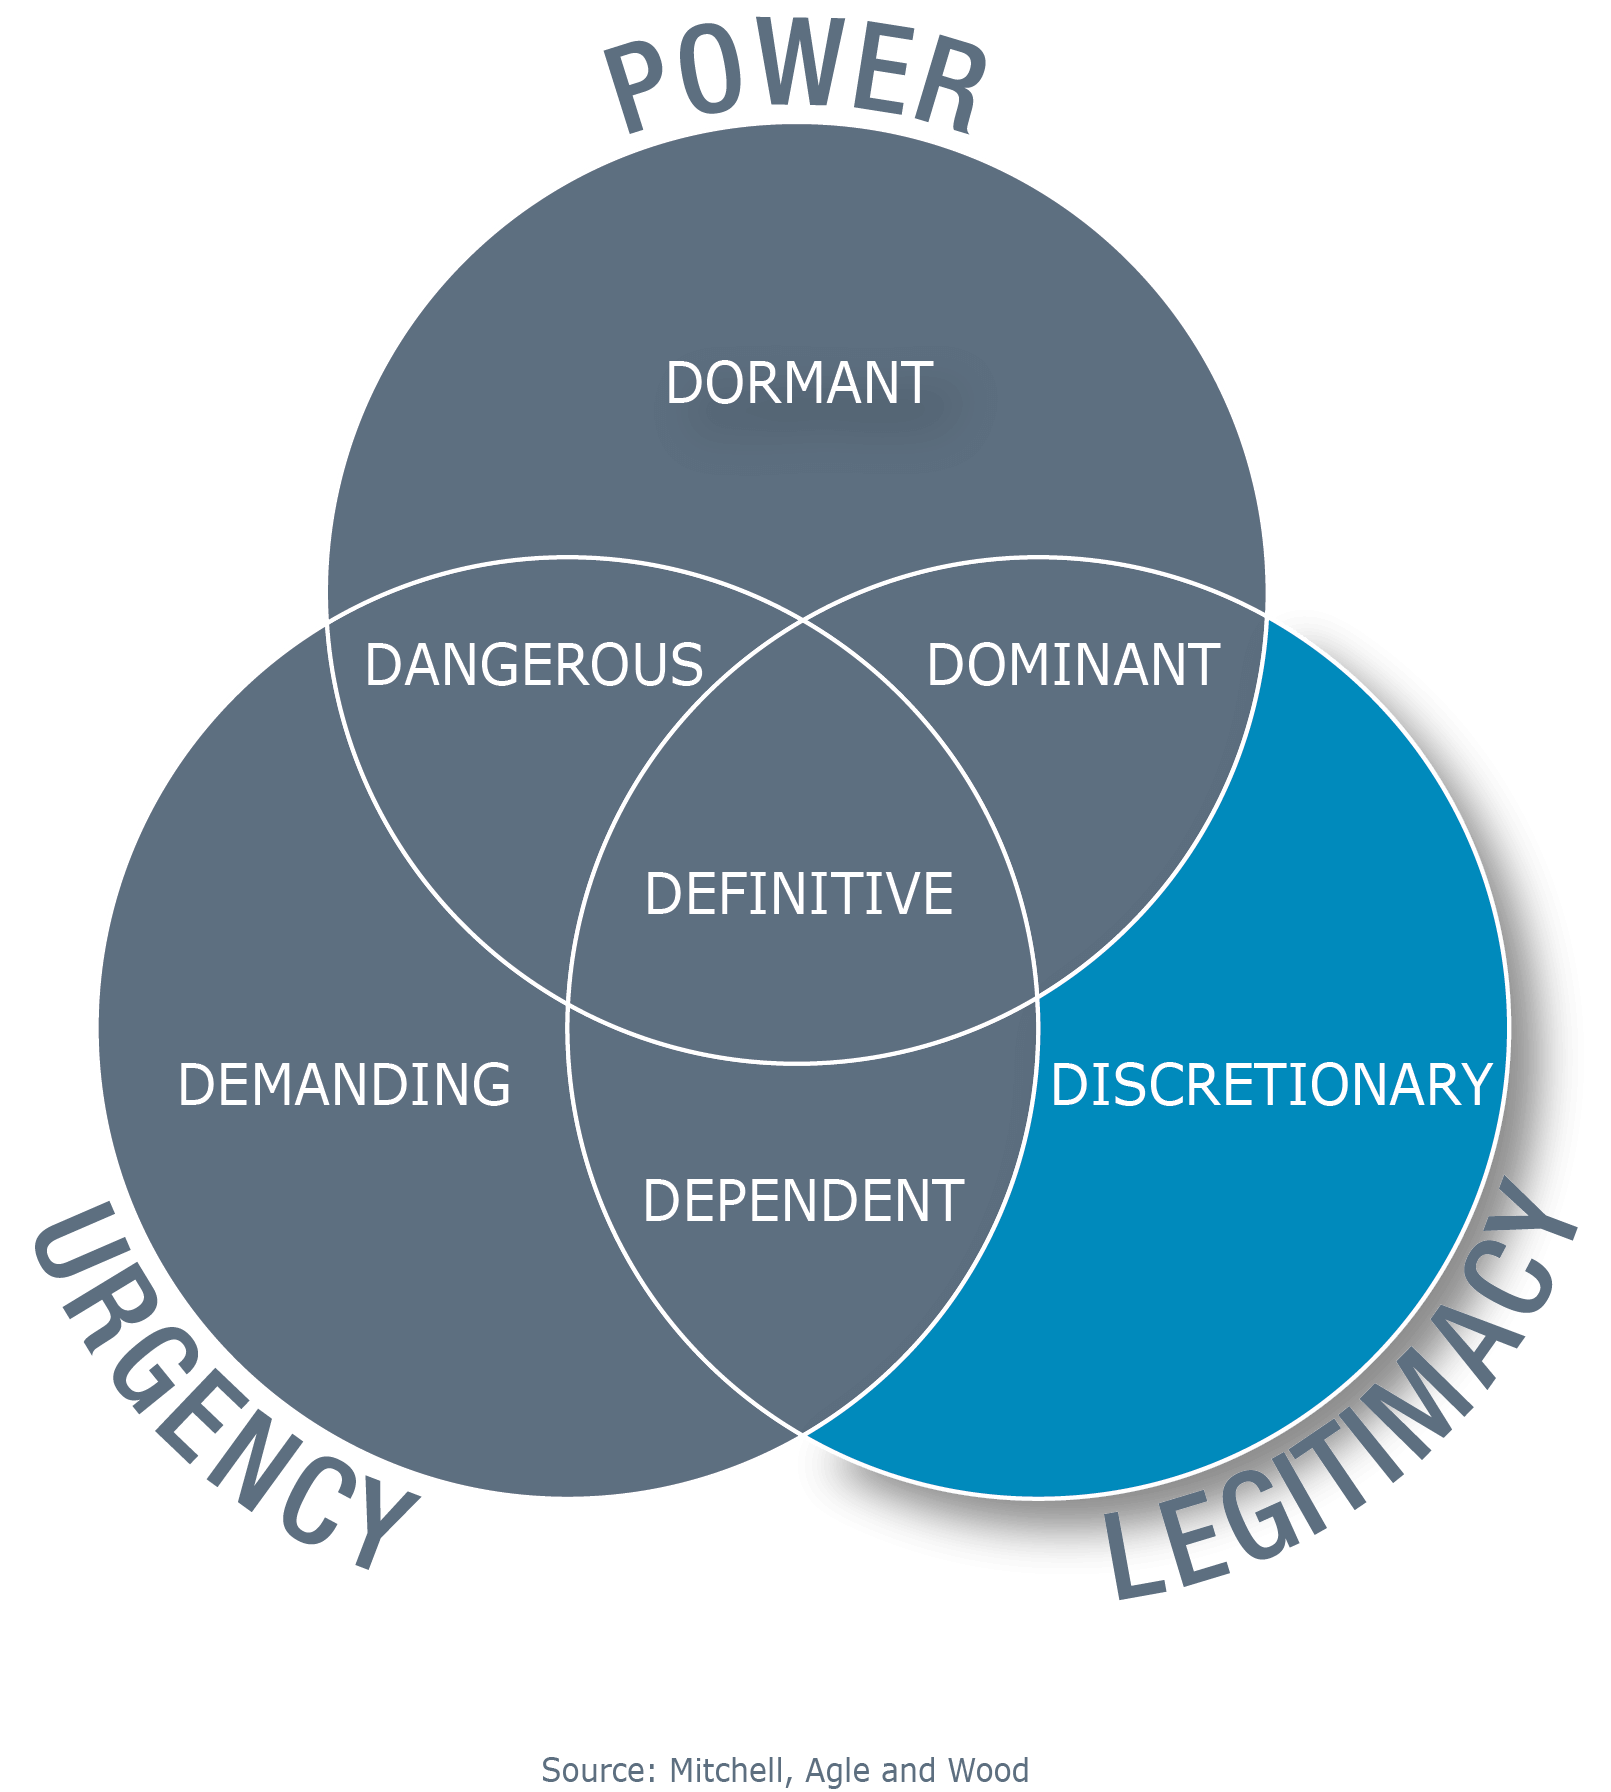 POWER
DORMANT
DANGEROUS
DOMINANT
DEFINITIVE
DEMANDING
DISCRETIONARY
DEPENDENT
URGENCY
LEGITIMACY
Source: Mitchell, Agle and Wood